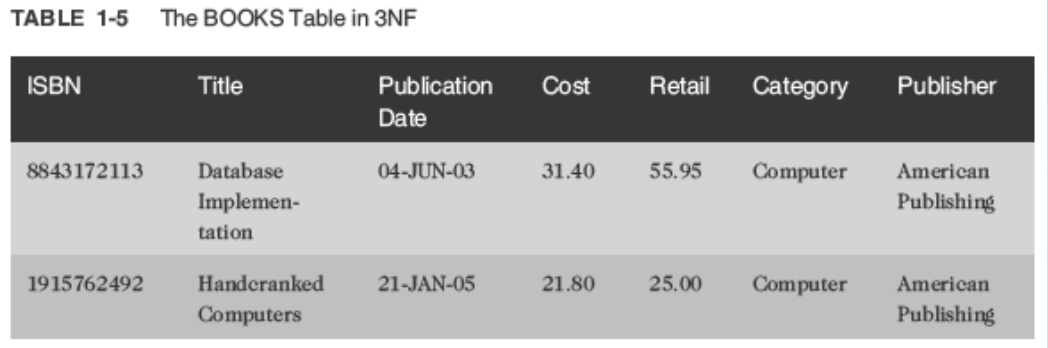 TABLE 1-5 The BOOKS Table in 3NF
ISBN Title Publication Date Cost Retail Category Publisher
8843172113 Database Implemen- tation 04-JUN-03 31.40 55.95 Computer American Publishing
1915762492 Handcranked Computers 21-JAN-05 21.80 25.00 Computer American Publishing